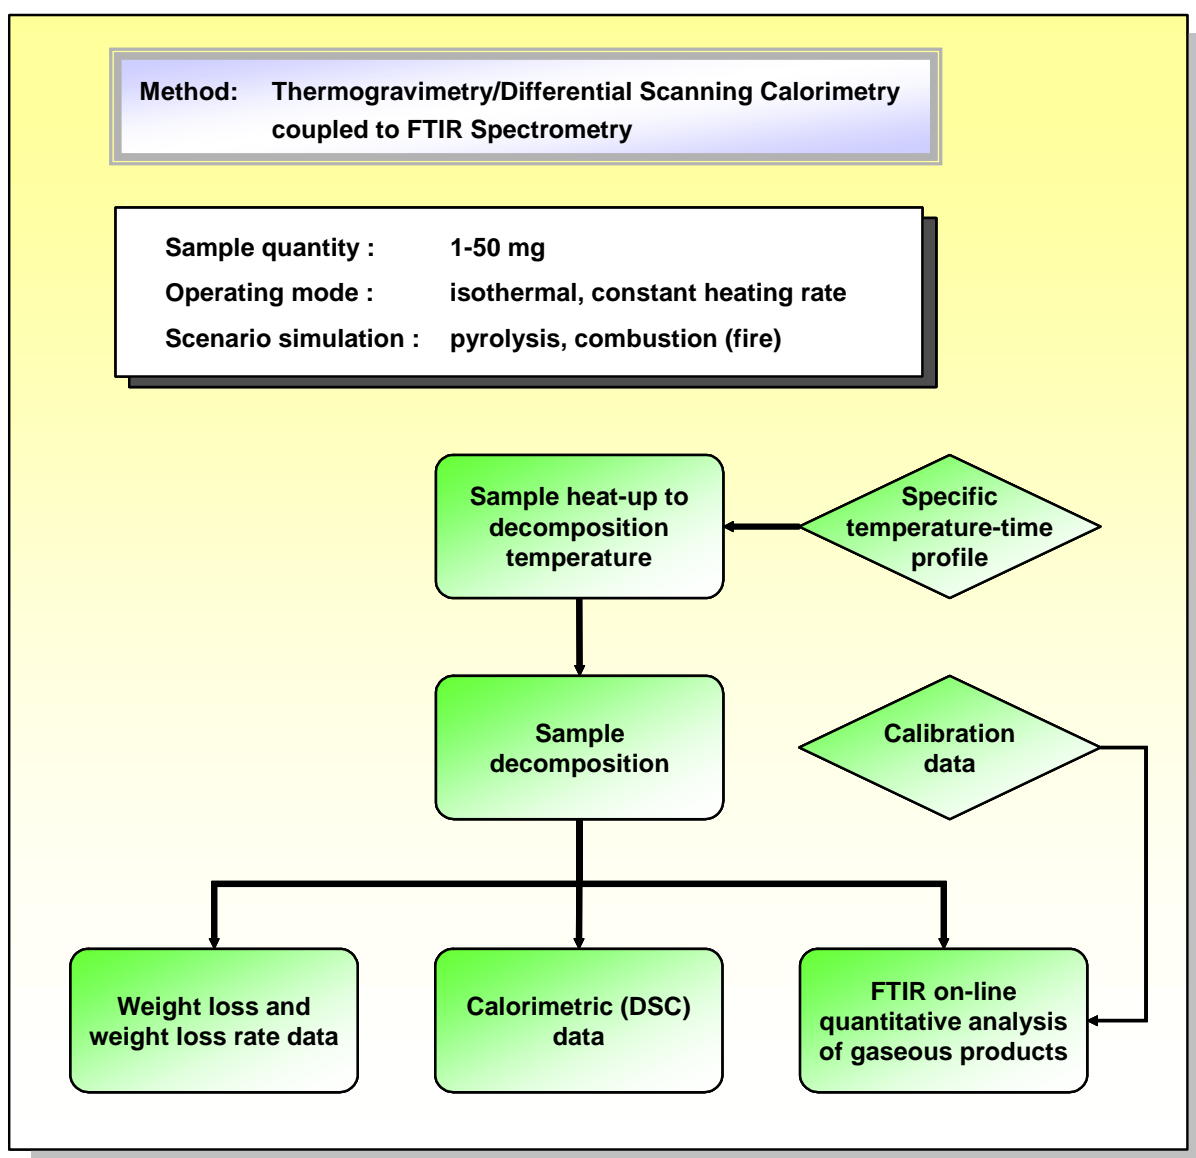 Method: Thermogravimetry/Differential Scanning Calorimetry
coupled to FTIR Spectrometry
Sample quantity : 1-50 mg
Operating mode : isothermal, constant heating rate
Scenario simulation : pyrolysis, combustion (fire)
Sample heat-up to
decomposition
temperature
Specific
temperature-time
profile
Sample
decomposition
Calibration
data
Weight loss and
weight loss rate data
Calorimetric (DSC)
data
FTIR on-line
quantitative analysis
of gaseous products